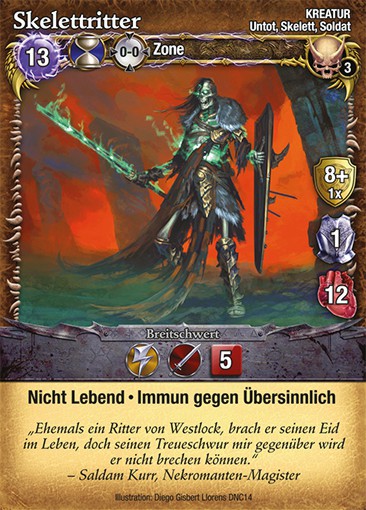 Skelettritter
KREATUR
Untot, Skelett, Soldat
13
0-0 Zone
3
8+
1x
1
12
Breitschwert
5
Nicht Lebend • Immun gegen Übersinnlich
„Ehemals ein Ritter von Westlock, brach er seinen Eid
im Leben, doch seinen Treueschwur mir gegenüber wird
er nicht brechen können.“
– Saldam Kurr, Nekromanten-Magister
Illustration: Diego Gisbert Llorens DNC14